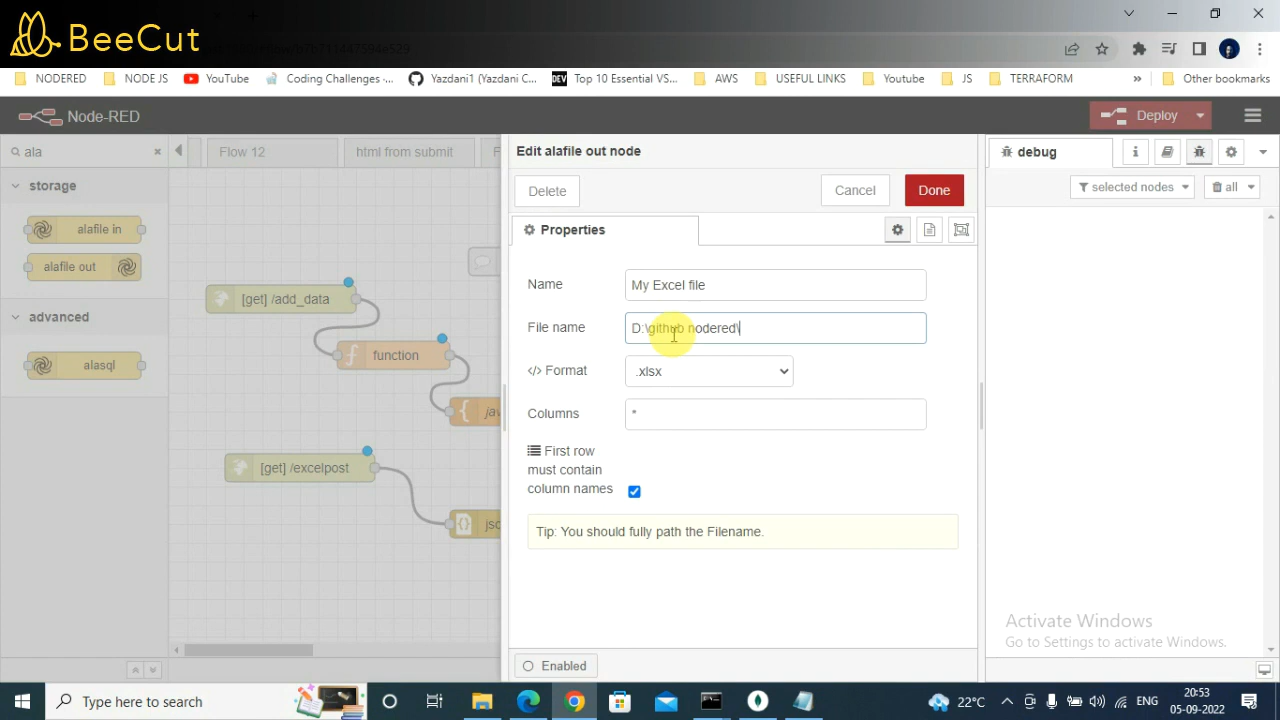 BeeCut
NODERED
NODE JS
YouTube
Coding Challenges -...
Yazdani1 (Yazdani C...
DEV
Top 10 Essential VS...
AWS
USEFUL LINKS
Youtube
JS
TERRAFORM
»
Other bookmarks
Node-RED
Deploy
ala
Flow 12
html from submit
F
Edit alafile out node
debug
Delete
Cancel
Done
selected nodes
all
storage
Properties
alafile in
alafile out
Name
My Excel file
[get] /add_data
advanced
File name
D:\github nodered\
function
alasql
Format
.xlsx
jav
Columns
*
First row
must contain
column names
[get] /excelpost
jso
Tip: You should fully path the Filename.
Activate Windows
Go to Settings to activate Windows.
Enabled
Type here to search
22°C
ENG
20:53
05-09-2022